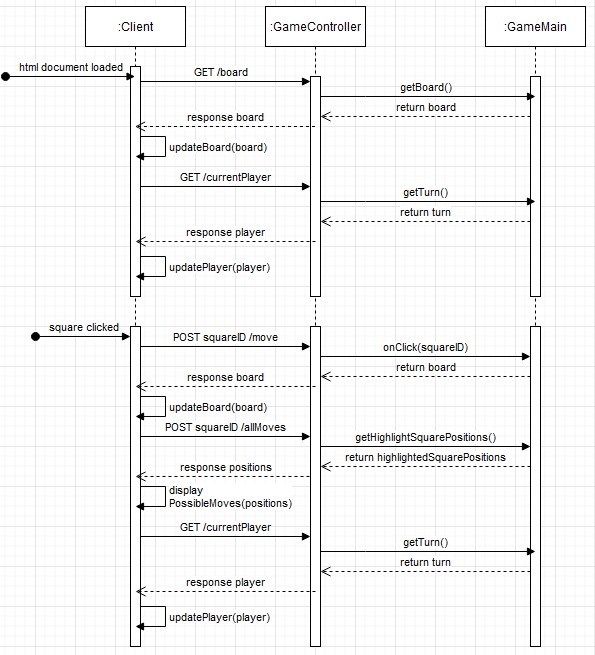 :Client
:GameController
:GameMain
html document loaded
GET /board
getBoard()
return board
response board
updateBoard(board)
GET /currentPlayer
getTurn()
return turn
response player
updatePlayer(player)
square clicked
POST squareID /move
onClick(squareID)
return board
response board
updateBoard(board)
POST squareID /allMoves
getHighlightSquarePositions()
return highlightedSquarePositions
response positions
display
PossibleMoves(positions)
GET /currentPlayer
getTurn()
return turn
response player
updatePlayer(player)